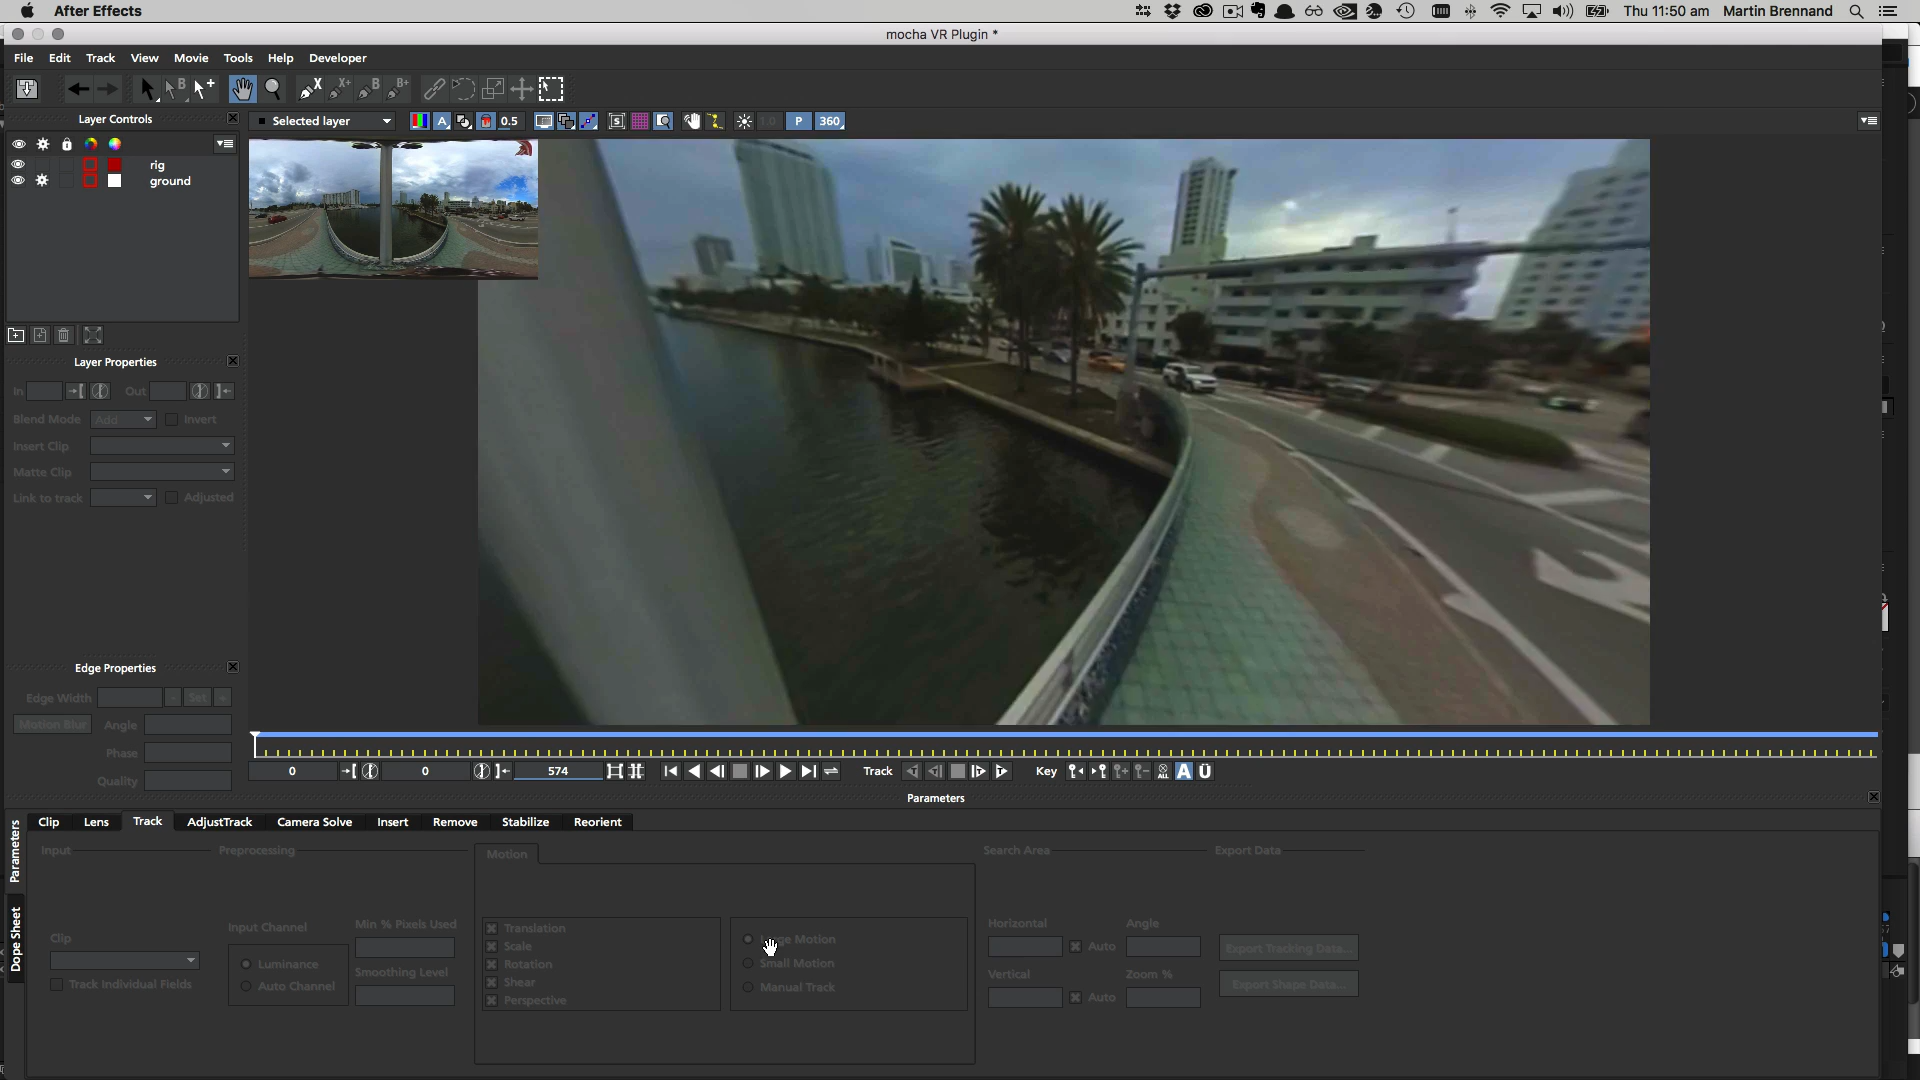 After Effects
Thu 11:50 am Martin Brennand
mocha VR Plugin *
File Edit Track View Movie Tools Help Developer
Layer Controls
Selected layer
0.5
1.0
P
360
rig
ground
Layer Properties
In Out
Blend Mode Add Invert
Insert Clip
Matte Clip
Link to track Adjusted
Edge Properties
Edge Width - Set +
Motion Blur Angle
Phase
Quality
0 0 574 Track Key
Parameters
Clip Lens Track AdjustTrack Camera Solve Insert Remove Stabilize Reorient
Parameters
Dope Sheet
Input Preprocessing Motion Search Area Export Data
Clip
Track Individual Fields
Input Channel
Luminance
Auto Channel
Min % Pixels Used
Smoothing Level
Translation
Scale
Rotation
Shear
Perspective
Motion
Small Motion
Manual Track
Horizontal Angle
Auto
Vertical Zoom %
Auto
Export Tracking Data...
Export Shape Data...